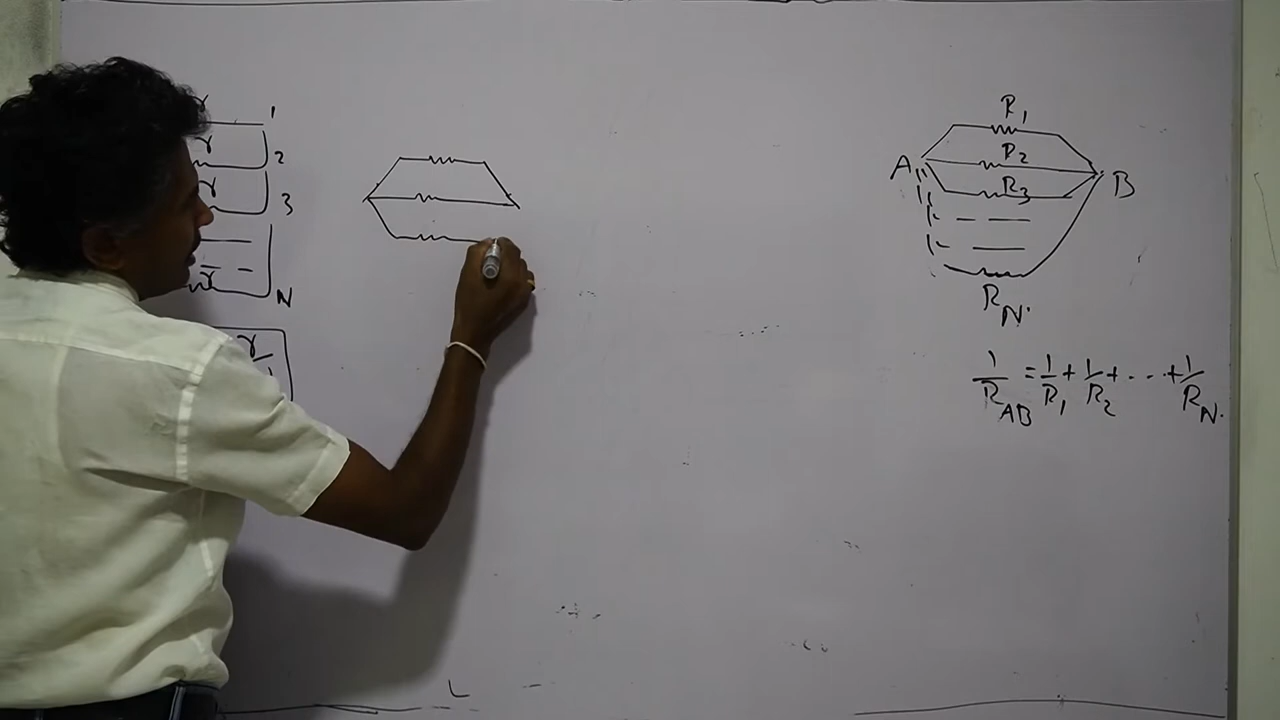 r 1
r 2
r 3
r N
r
R1
A R2 B
R3
RN.
1/RAB = 1/R1 + 1/R2 + ... + 1/RN.